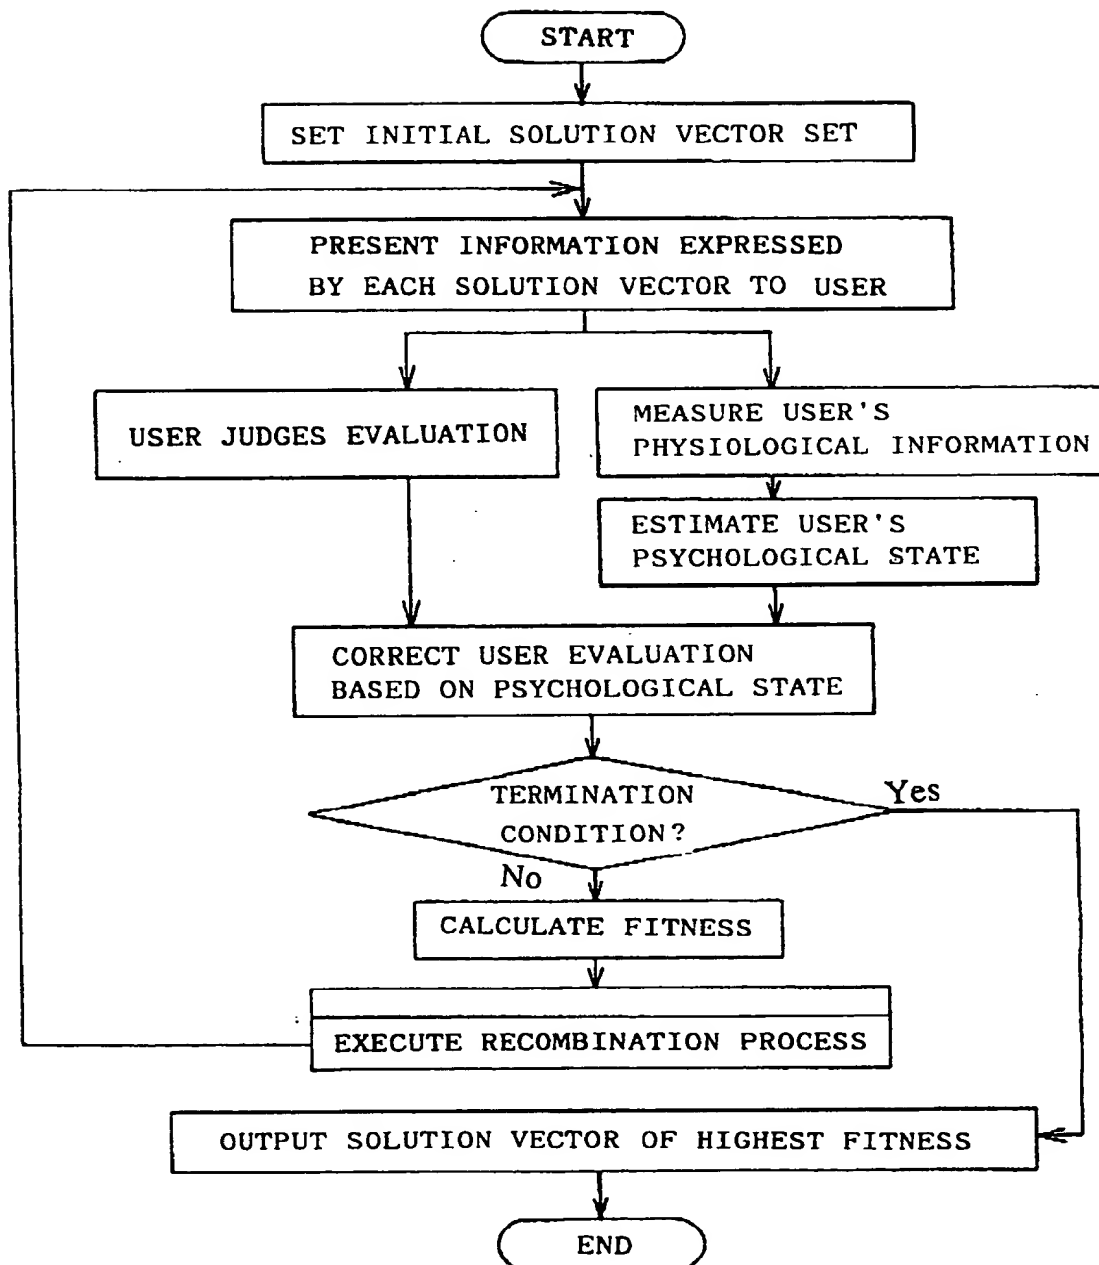 START
SET INITIAL SOLUTION VECTOR SET
PRESENT INFORMATION EXPRESSED
BY EACH SOLUTION VECTOR TO USER
USER JUDGES EVALUATION
MEASURE USER'S
PHYSIOLOGICAL INFORMATION
ESTIMATE USER'S
PSYCHOLOGICAL STATE
CORRECT USER EVALUATION
BASED ON PSYCHOLOGICAL STATE
TERMINATION
CONDITION?
Yes
No
CALCULATE FITNESS
EXECUTE RECOMBINATION PROCESS
OUTPUT SOLUTION VECTOR OF HIGHEST FITNESS
END